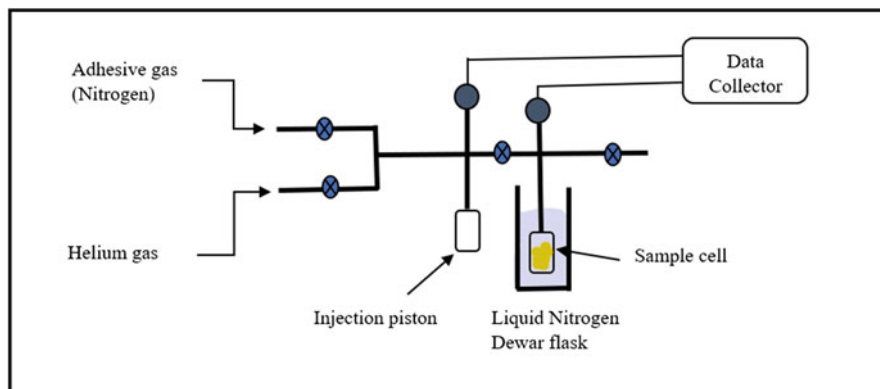 Adhesive gas
(Nitrogen)
Data
Collector
Helium gas
Injection piston
Sample cell
Liquid Nitrogen
Dewar flask